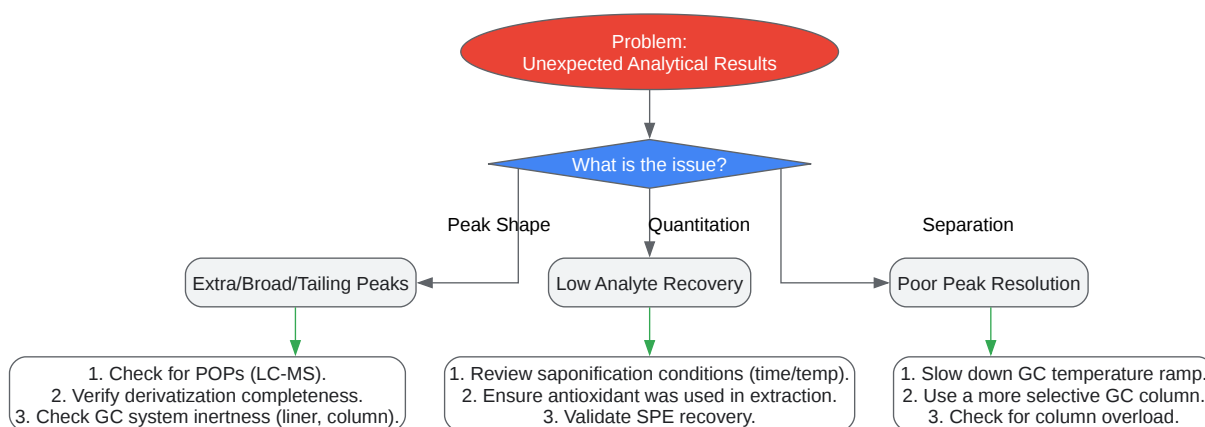 Problem:
Unexpected Analytical Results
What is the issue?
Peak Shape
Quantitation
Separation
Extra/Broad/Tailing Peaks
Low Analyte Recovery
Poor Peak Resolution
1. Check for POPs (LC-MS).
2. Verify derivatization completeness.
3. Check GC system inertness (liner, column).
1. Review saponification conditions (time/temp).
2. Ensure antioxidant was used in extraction.
3. Validate SPE recovery.
1. Slow down GC temperature ramp.
2. Use a more selective GC column.
3. Check for column overload.